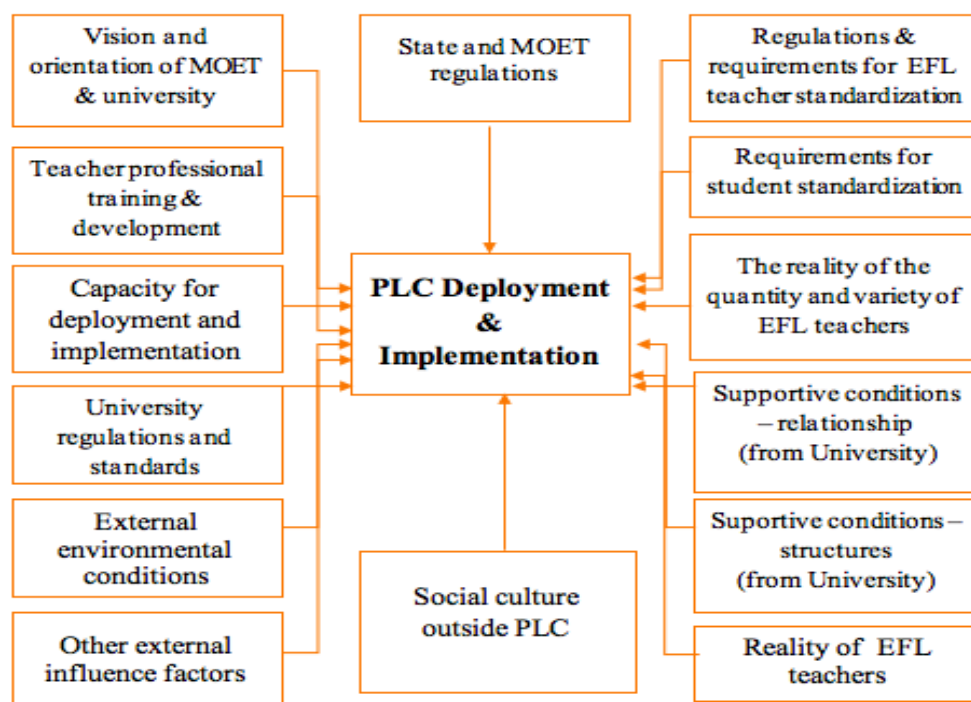 Vision and
orientation of MOET
& university
Teacher professional
training &
development
Capacity for
deployment and
implementation
University
regulations and
standards
External
environmental
conditions
Other external
influence factors
State and MOET
regulations
PLC Deployment
&
Implementation
Social culture
outside PLC
Regulations &
requirements for EFL
teacher standardization
Requirements for
student standardization
The reality of the
quantity and variety of
EFL teachers
Supportive conditions
– relationship
(from University)
Suportive conditions –
structures
(from University)
Reality of EFL
teachers